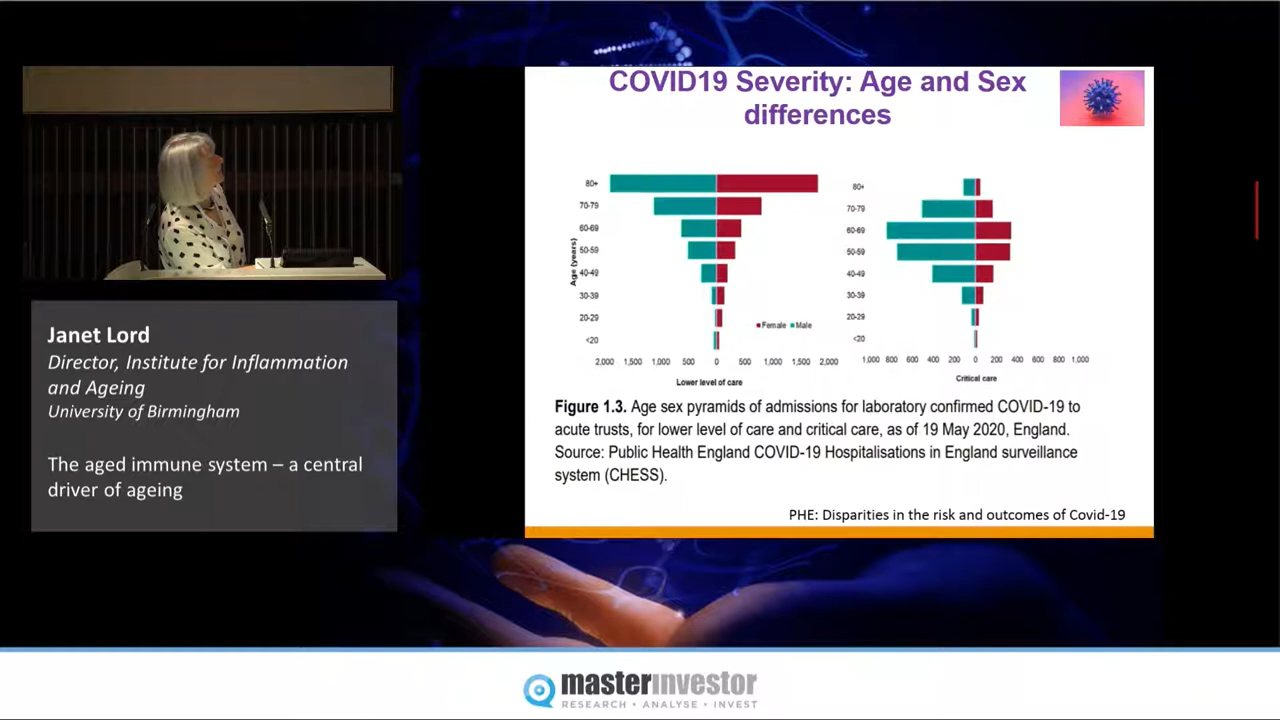 COVID19 Severity: Age and Sex
differences
80+
70-79
60-69
50-59
40-49
30-39
20-29
<20
Age (years)
Female Male
2,000 1,500 1,000 500 0 500 1,000 1,500 2,000
Lower level of care
80+
70-79
60-69
50-59
40-49
30-39
20-29
<20
1,000 800 600 400 200 0 200 400 600 800 1,000
Critical care
Figure 1.3. Age sex pyramids of admissions for laboratory confirmed COVID-19 to
acute trusts, for lower level of care and critical care, as of 19 May 2020, England.
Source: Public Health England COVID-19 Hospitalisations in England surveillance
system (CHESS).
PHE: Disparities in the risk and outcomes of Covid-19
Janet Lord
Director, Institute for Inflammation
and Ageing
University of Birmingham
The aged immune system – a central
driver of ageing
masterinvestor
RESEARCH • ANALYSE • INVEST